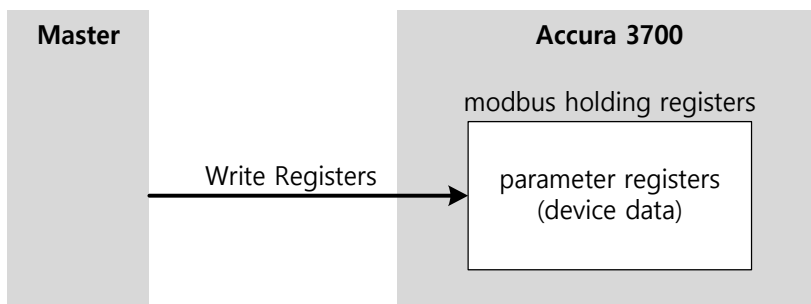 Master
Accura 3700
modbus holding registers
Write Registers
parameter registers
(device data)